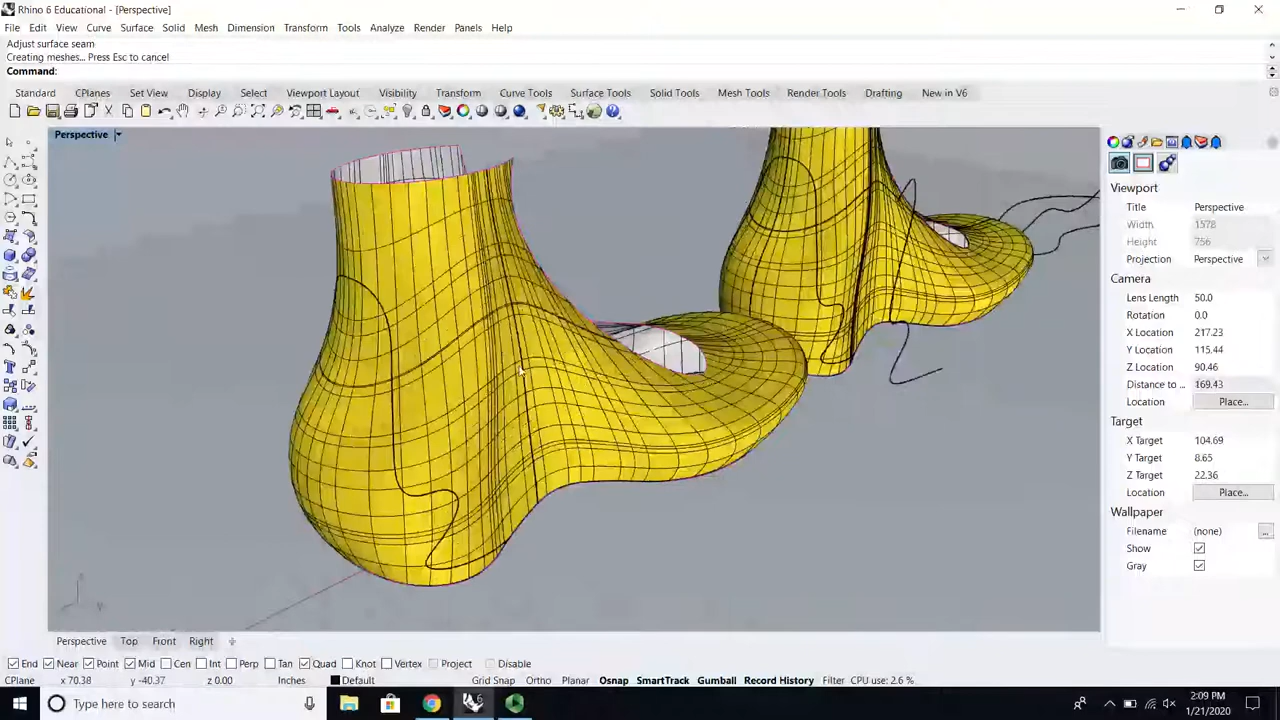 Rhino 6 Educational - [Perspective]
File Edit View Curve Surface Solid Mesh Dimension Transform Tools Analyze Render Panels Help
Adjust surface seam
Creating meshes... Press Esc to cancel
Command:
Standard CPlanes Set View Display Select Viewport Layout Visibility Transform Curve Tools Surface Tools Solid Tools Mesh Tools Render Tools Drafting New in V6
Perspective
Viewport
Title Perspective
Width 1578
Height 756
Projection Perspective
Camera
Lens Length 50.0
Rotation 0.0
X Location 217.23
Y Location 115.44
Z Location 90.46
Distance to ... 169.43
Location Place...
Target
X Target 104.69
Y Target 8.65
Z Target 22.36
Location Place...
Wallpaper
Filename (none) ...
Show
Gray
Perspective Top Front Right
End Near Point Mid Cen Int Perp Tan Quad Knot Vertex Project Disable
CPlane x 70.38 y -40.37 z 0.00 Inches Default Grid Snap Ortho Planar Osnap SmartTrack Gumball Record History Filter CPU use: 2.6 %
Type here to search
2:09 PM
1/21/2020